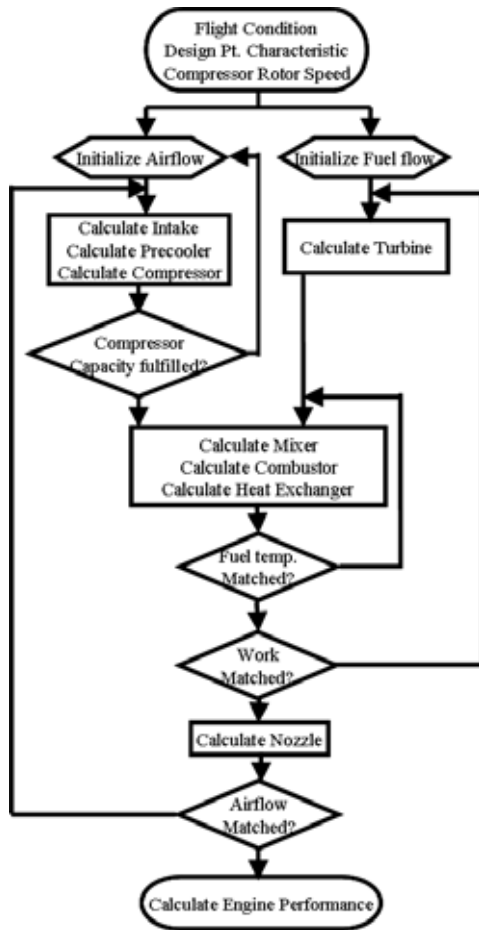 Flight Condition
Design Pt. Characteristic
Compressor Rotor Speed
Initialize Airflow
Initialize Fuel flow
Calculate Intake
Calculate Precooler
Calculate Compressor
Calculate Turbine
Compressor
Capacity fulfilled?
Calculate Mixer
Calculate Combustor
Calculate Heat Exchanger
Fuel temp.
Matched?
Work
Matched?
Calculate Nozzle
Airflow
Matched?
Calculate Engine Performance